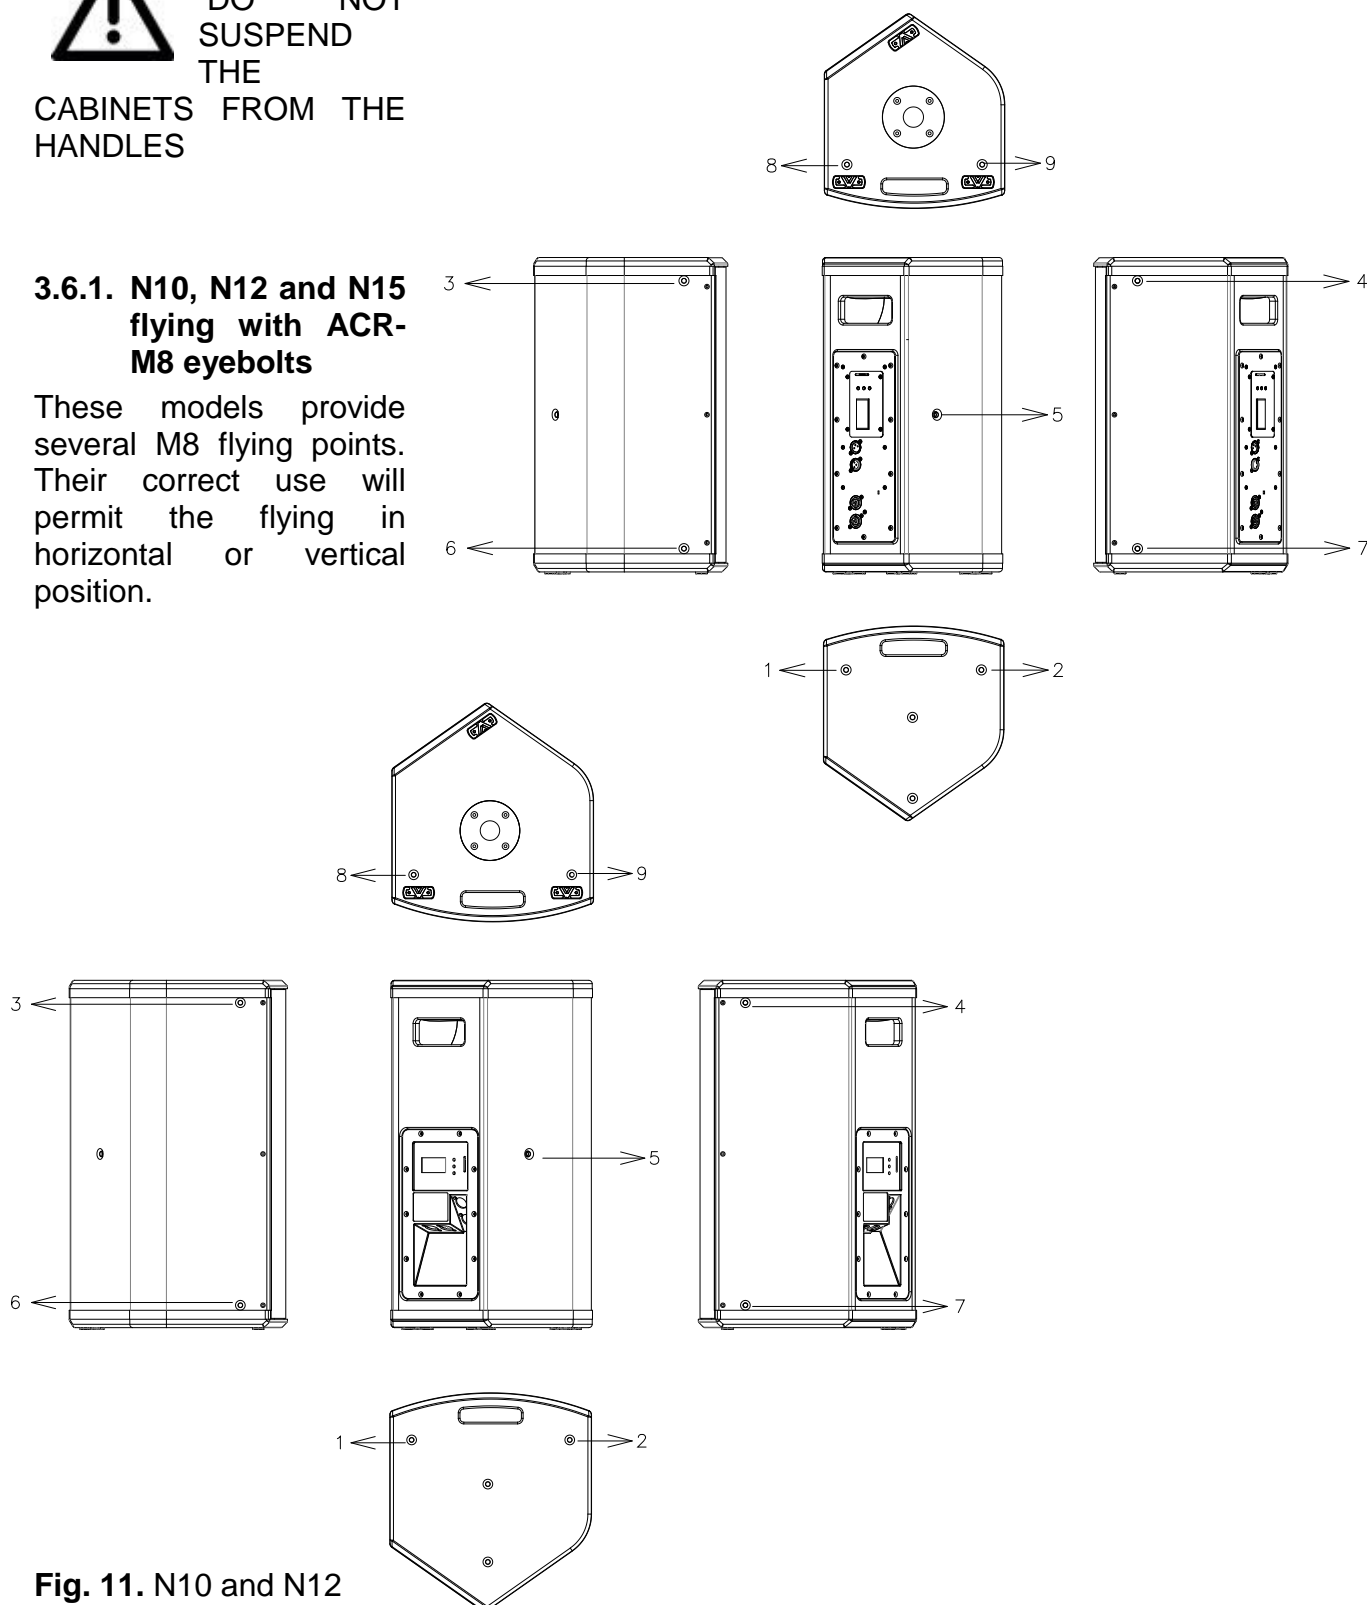 DO NOT
SUSPEND
THE
CABINETS FROM THE
HANDLES
3.6.1. N10, N12 and N15
flying with ACR-
M8 eyebolts
These models provide
several M8 flying points.
Their correct use will
permit the flying in
horizontal or vertical
position.
8 9
3 4
5
6 7
1 2
8 9
3 4
5
6 7
1 2
Fig. 11. N10 and N12